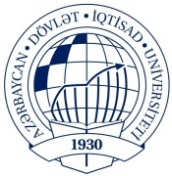 AZƏRBAYCAN • DÖVLƏT • İQTİSAD • UNİVERSİTETİ
1930